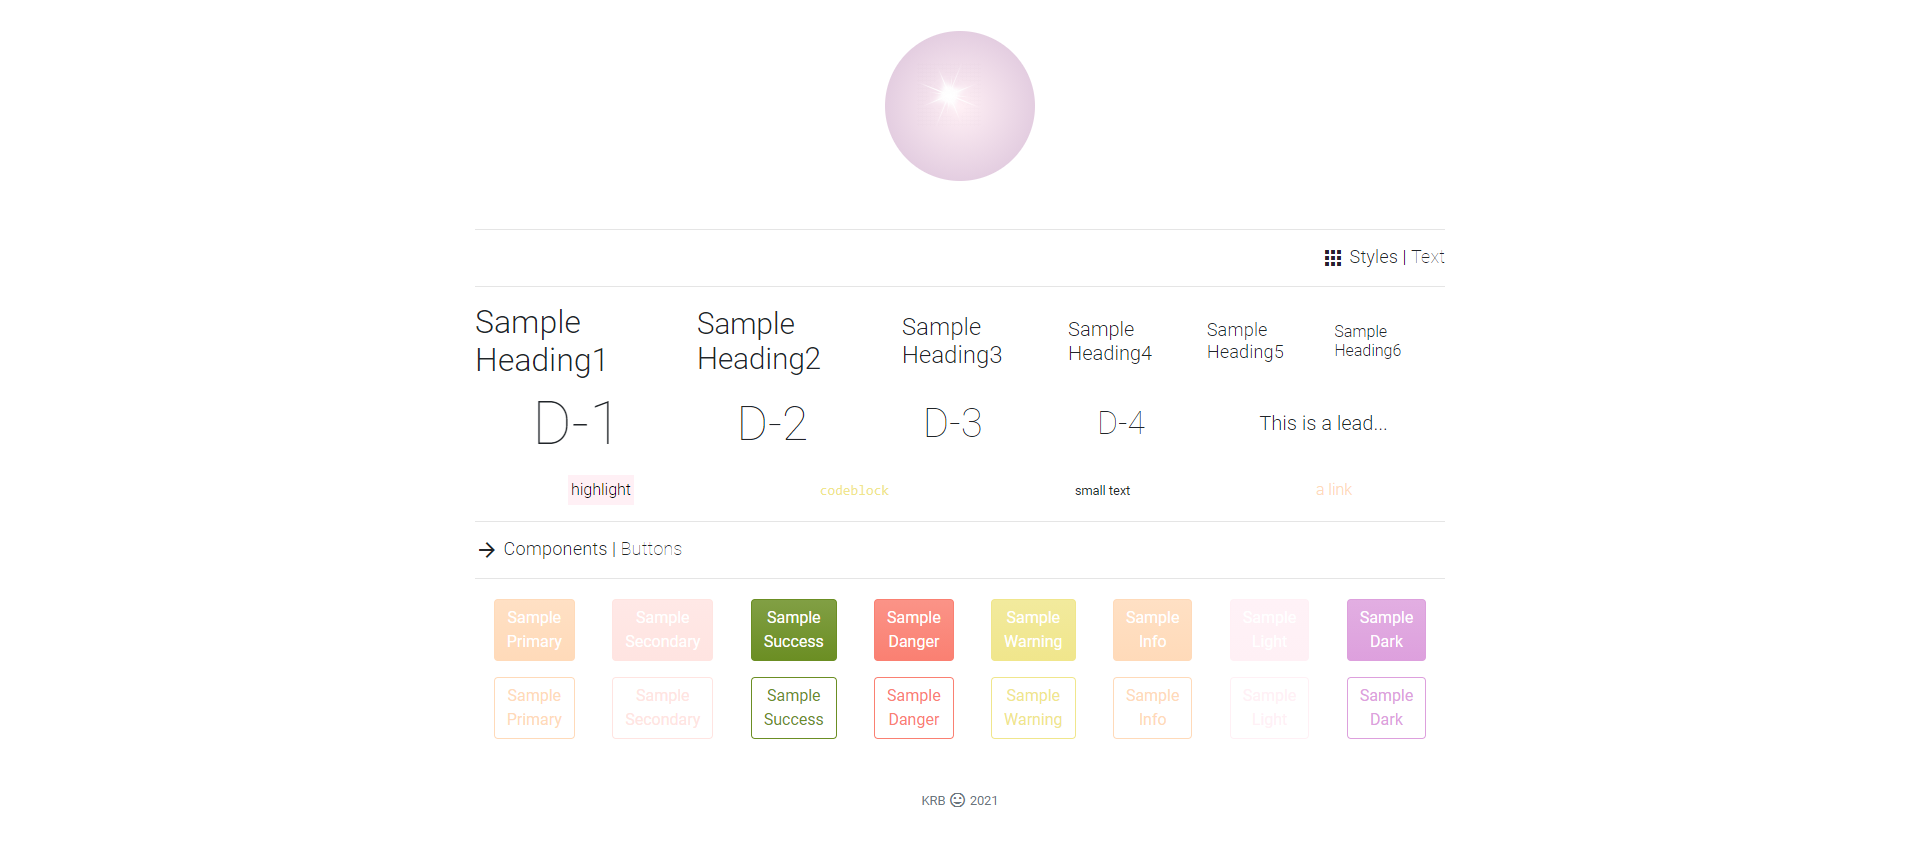 Styles | Text
Sample Heading1
Sample Heading2
Sample Heading3
Sample Heading4
Sample Heading5
Sample Heading6
D-1 D-2 D-3 D-4 This is a lead...
highlight codeblock small text a link
Components | Buttons
Sample Primary
Sample Secondary
Sample Success
Sample Danger
Sample Warning
Sample Info
Sample Light
Sample Dark
Sample Primary
Sample Secondary
Sample Success
Sample Danger
Sample Warning
Sample Info
Sample Light
Sample Dark
KRB 2021